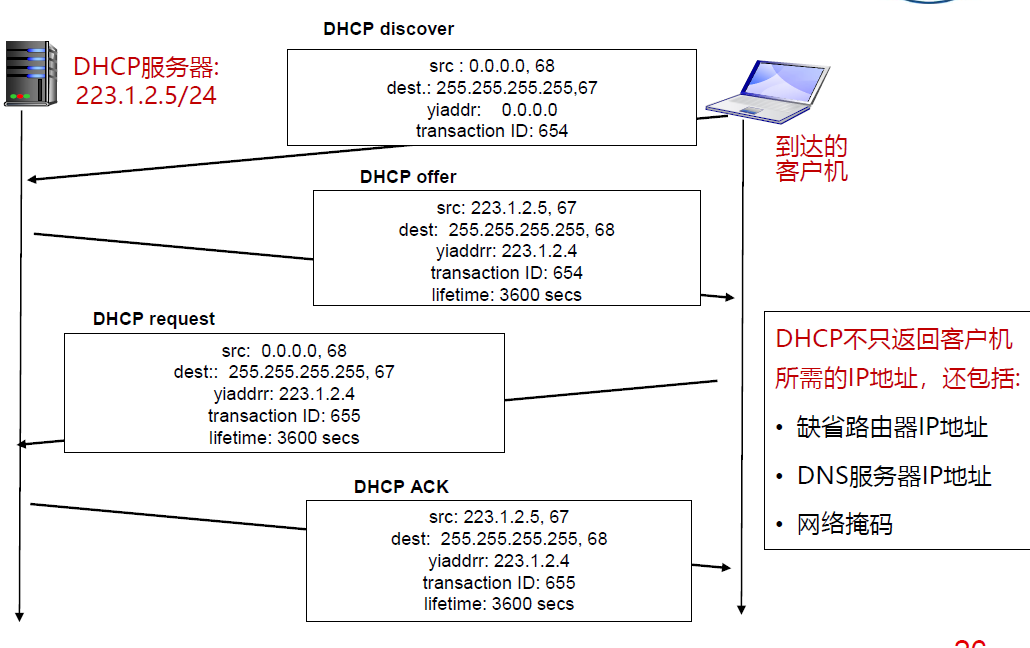 DHCP discover
DHCP服务器:
223.1.2.5/24
src : 0.0.0.0, 68
dest.: 255.255.255.255,67
yiaddr: 0.0.0.0
transaction ID: 654
到达的
客户机
DHCP offer
src: 223.1.2.5, 67
dest: 255.255.255.255, 68
yiaddrr: 223.1.2.4
transaction ID: 654
lifetime: 3600 secs
DHCP request
src: 0.0.0.0, 68
dest:: 255.255.255.255, 67
yiaddrr: 223.1.2.4
transaction ID: 655
lifetime: 3600 secs
DHCP不只返回客户机
所需的IP地址，还包括:
• 缺省路由器IP地址
• DNS服务器IP地址
• 网络掩码
DHCP ACK
src: 223.1.2.5, 67
dest: 255.255.255.255, 68
yiaddrr: 223.1.2.4
transaction ID: 655
lifetime: 3600 secs